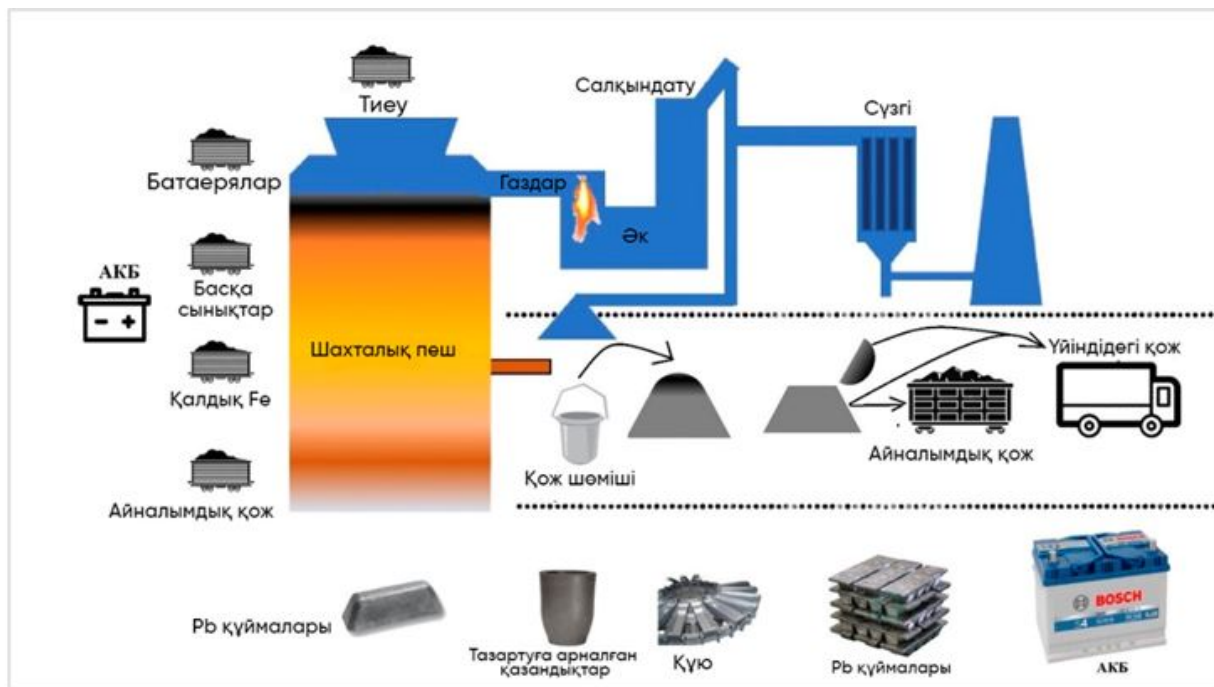 Тиеу
Салқындату
Сүзгі
Батаерялар
Газдар
Әк
АКБ
Басқа
сынықтар
Шахталық пеш
Үйіндідегі қож
Қалдық Fe
Қож шөміші
Айналымдық қож
Айналымдық қож
Pb құймалары
Тазартуға арналған
қазандықтар
Құю
Pb құймалары
BOSCH
S4
АКБ